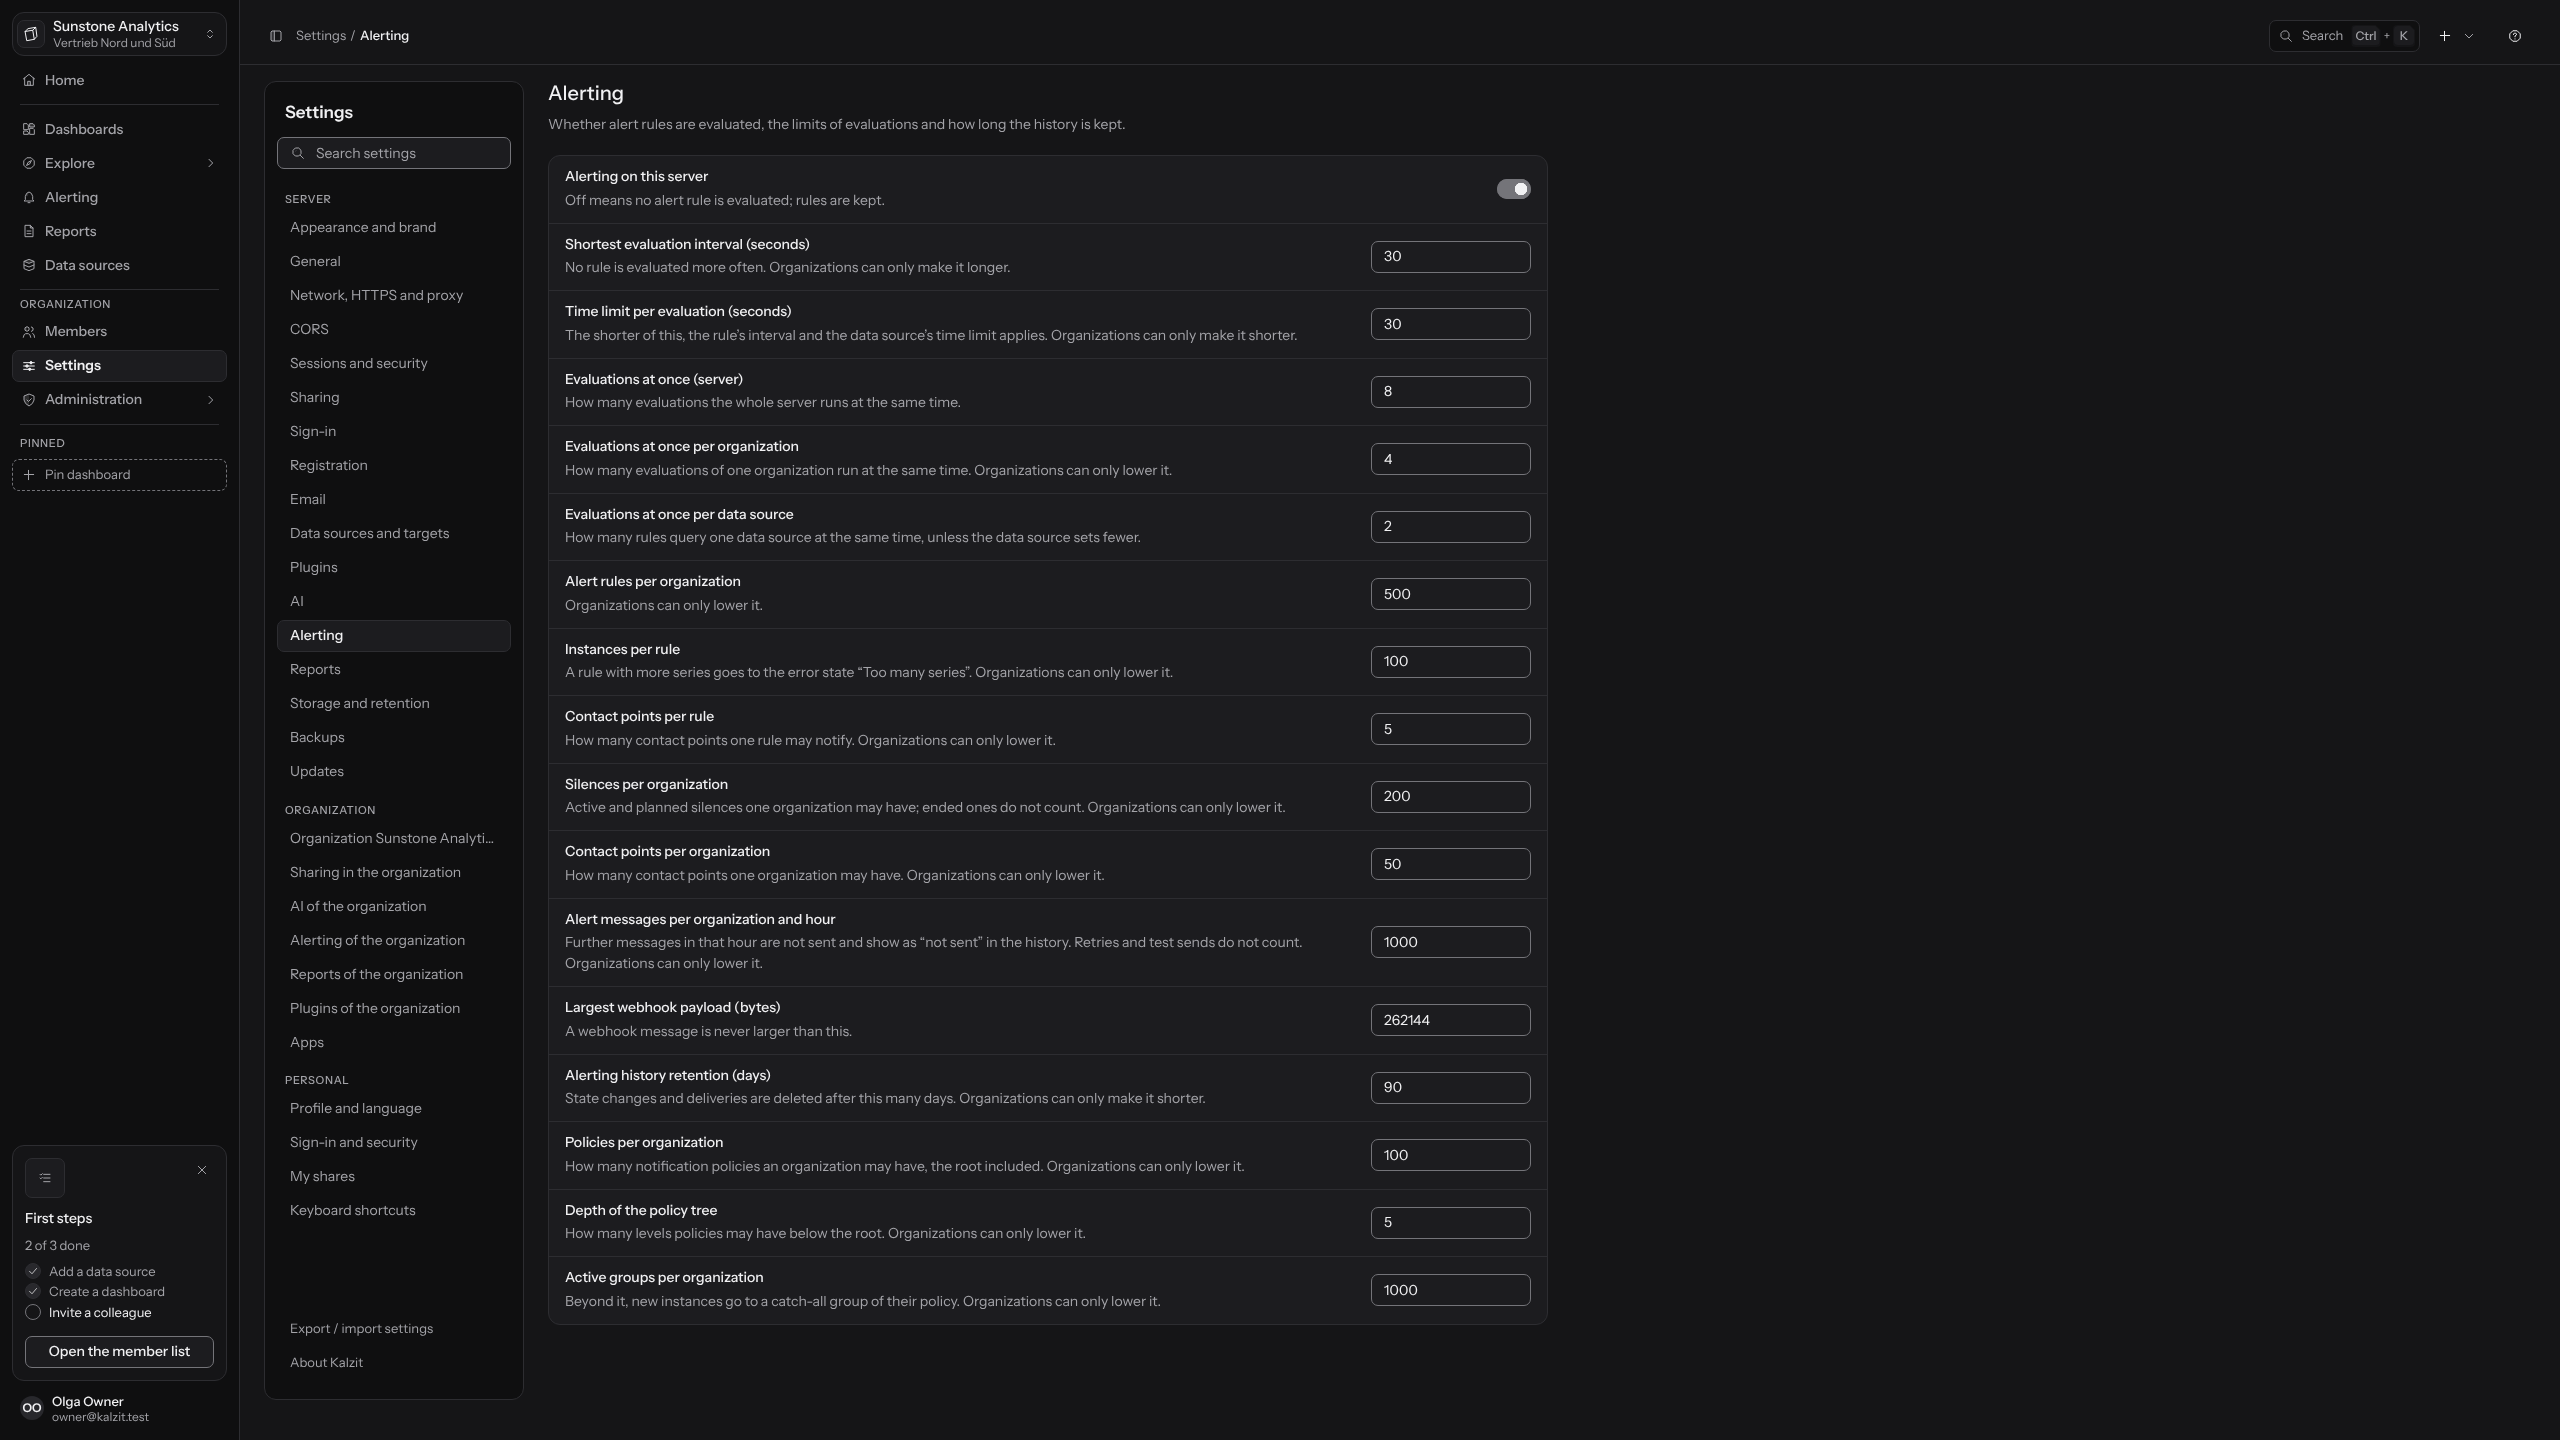 Sunstone Analytics
Vertrieb Nord und Süd
Home
Dashboards
Explore
Alerting
Reports
Data sources
ORGANIZATION
Members
Settings
Administration
PINNED
Pin dashboard
First steps
2 of 3 done
Add a data source
Create a dashboard
Invite a colleague
Open the member list
OO
Olga Owner
owner@kalzit.test
Settings / Alerting
Search Ctrl + K
Settings
Search settings
SERVER
Appearance and brand
General
Network, HTTPS and proxy
CORS
Sessions and security
Sharing
Sign-in
Registration
Email
Data sources and targets
Plugins
AI
Alerting
Reports
Storage and retention
Backups
Updates
ORGANIZATION
Organization Sunstone Analyti...
Sharing in the organization
AI of the organization
Alerting of the organization
Reports of the organization
Plugins of the organization
Apps
PERSONAL
Profile and language
Sign-in and security
My shares
Keyboard shortcuts
Export / import settings
About Kalzit
Alerting
Whether alert rules are evaluated, the limits of evaluations and how long the history is kept.
Alerting on this server
Off means no alert rule is evaluated; rules are kept.
Shortest evaluation interval (seconds)
No rule is evaluated more often. Organizations can only make it longer.
30
Time limit per evaluation (seconds)
The shorter of this, the rule's interval and the data source's time limit applies. Organizations can only make it shorter.
30
Evaluations at once (server)
How many evaluations the whole server runs at the same time.
8
Evaluations at once per organization
How many evaluations of one organization run at the same time. Organizations can only lower it.
4
Evaluations at once per data source
How many rules query one data source at the same time, unless the data source sets fewer.
2
Alert rules per organization
Organizations can only lower it.
500
Instances per rule
A rule with more series goes to the error state “Too many series”. Organizations can only lower it.
100
Contact points per rule
How many contact points one rule may notify. Organizations can only lower it.
5
Silences per organization
Active and planned silences one organization may have; ended ones do not count. Organizations can only lower it.
200
Contact points per organization
How many contact points one organization may have. Organizations can only lower it.
50
Alert messages per organization and hour
Further messages in that hour are not sent and show as “not sent” in the history. Retries and test sends do not count.
Organizations can only lower it.
1000
Largest webhook payload (bytes)
A webhook message is never larger than this.
262144
Alerting history retention (days)
State changes and deliveries are deleted after this many days. Organizations can only make it shorter.
90
Policies per organization
How many notification policies an organization may have, the root included. Organizations can only lower it.
100
Depth of the policy tree
How many levels policies may have below the root. Organizations can only lower it.
5
Active groups per organization
Beyond it, new instances go to a catch-all group of their policy. Organizations can only lower it.
1000